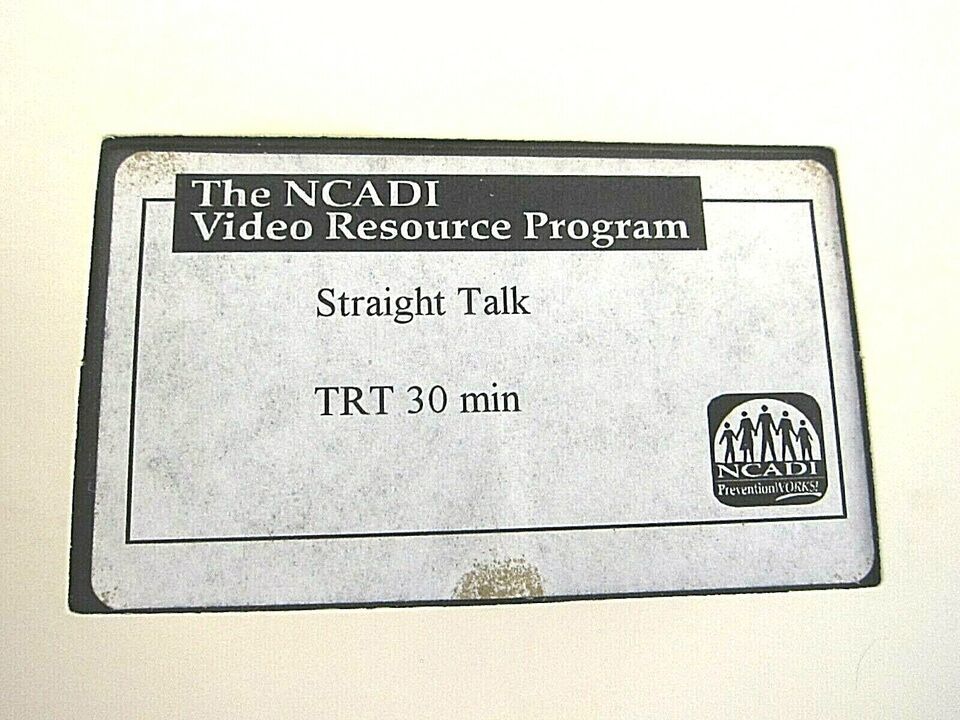 The NCADI
Video Resource Program
Straight Talk
TRT 30 min
NCADI
PreventionWORKS!